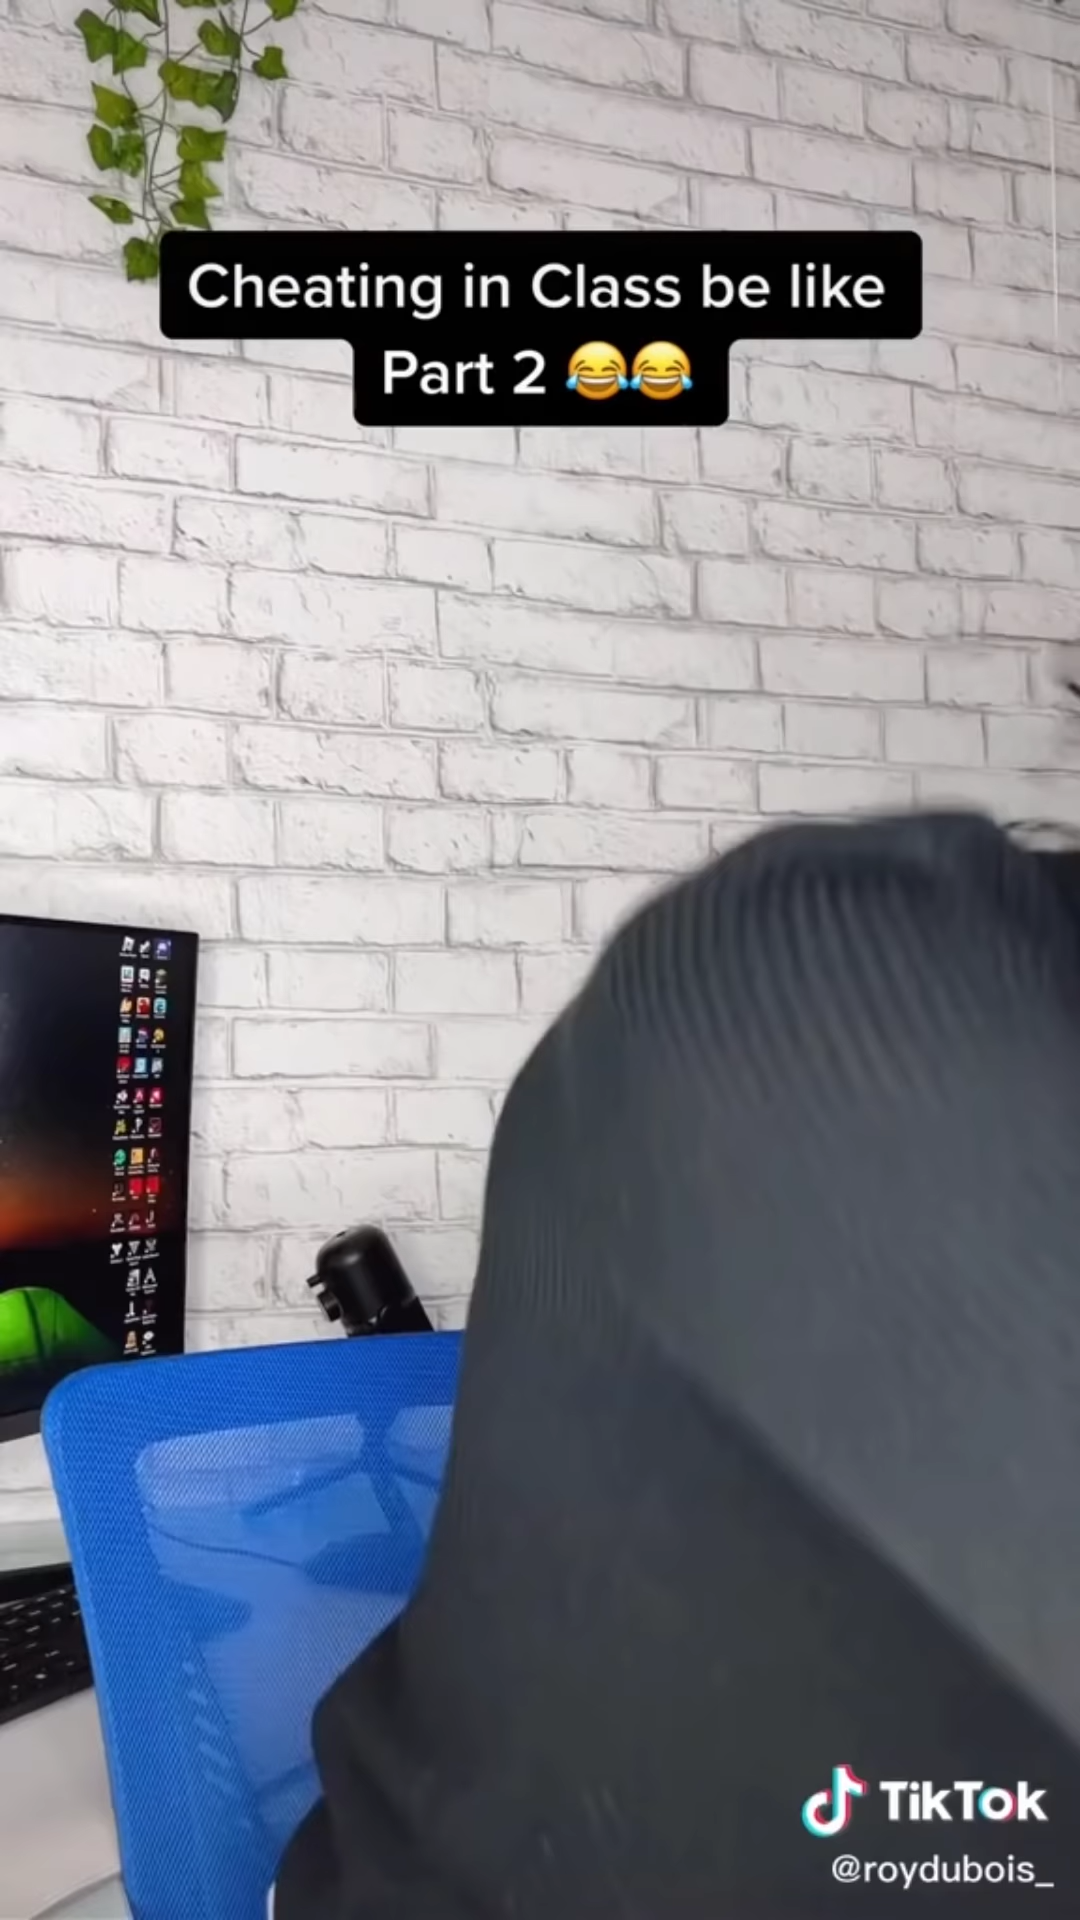 Cheating in Class be like
Part 2 😂😂
TikTok
@roydubois_